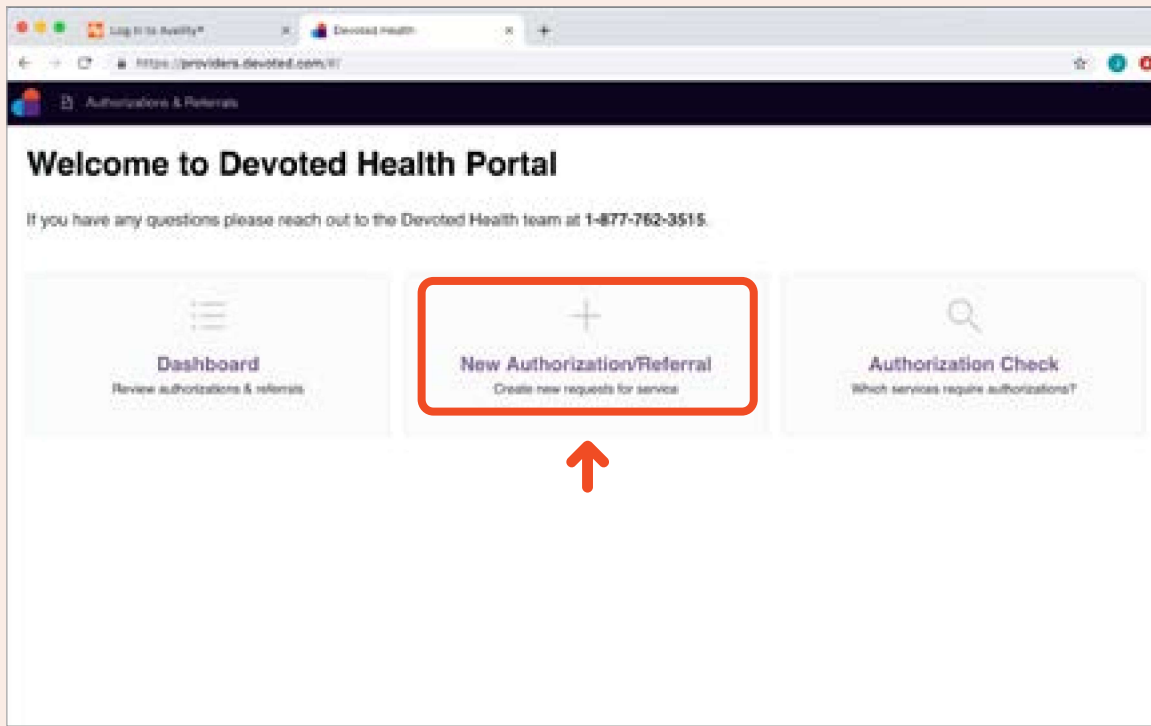 Log in to Availity®
Devoted Health
https://providers.devoted.com/#/
Authorizations & Referrals
Welcome to Devoted Health Portal
If you have any questions please reach out to the Devoted Health team at 1-877-762-3515.
Dashboard
Review authorizations & referrals
New Authorization/Referral
Create new requests for service
Authorization Check
Which services require authorizations?